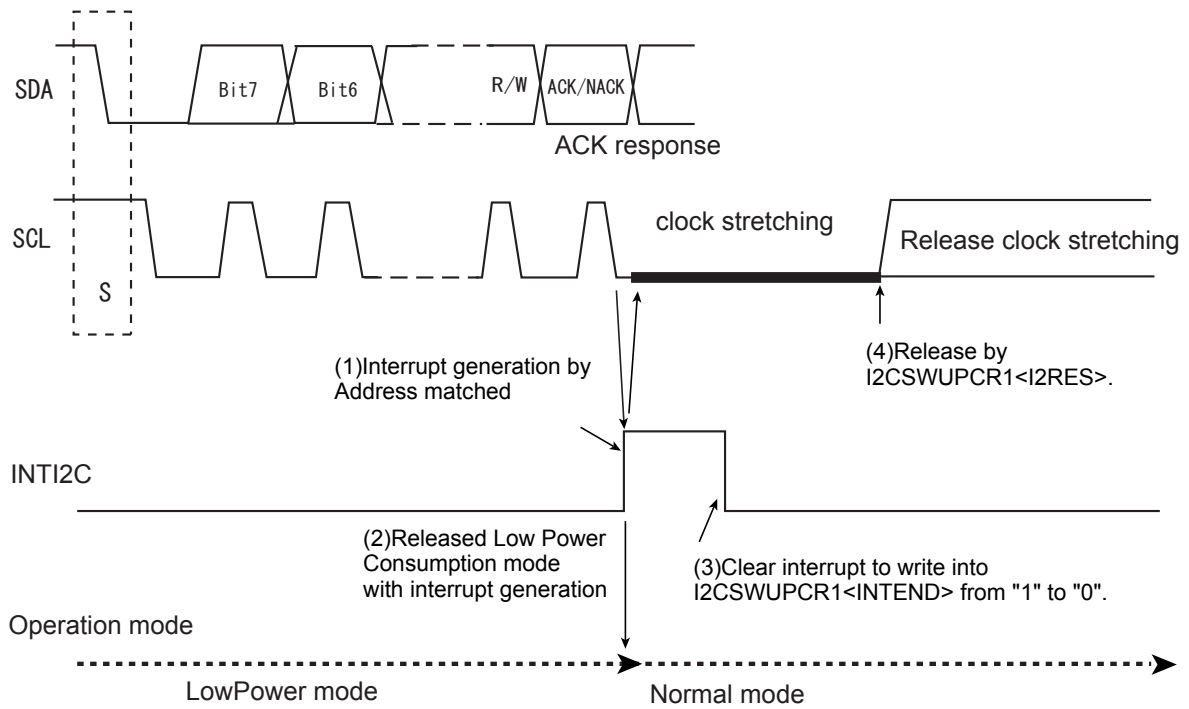 SDA
Bit7
Bit6
R/W
ACK/NACK
ACK response
SCL
S
clock stretching
Release clock stretching
(1)Interrupt generation by
Address matched
(4)Release by
I2CSWUPCR1<I2RES>.
INTI2C
(2)Released Low Power
Consumption mode
with interrupt generation
(3)Clear interrupt to write into
I2CSWUPCR1<INTEND> from "1" to "0".
Operation mode
LowPower mode
Normal mode